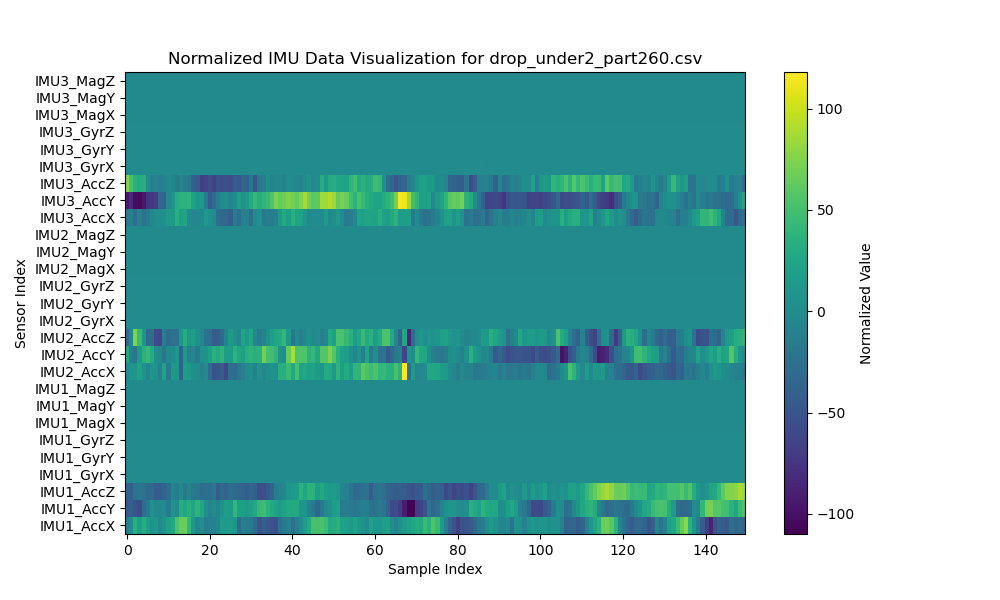 Normalized IMU Data Visualization for drop_under2_part260.csv
IMU3_MagZ
IMU3_MagY
IMU3_MagX
IMU3_GyrZ
IMU3_GyrY
IMU3_GyrX
IMU3_AccZ
IMU3_AccY
IMU3_AccX
IMU2_MagZ
IMU2_MagY
IMU2_MagX
IMU2_GyrZ
IMU2_GyrY
IMU2_GyrX
IMU2_AccZ
IMU2_AccY
IMU2_AccX
IMU1_MagZ
IMU1_MagY
IMU1_MagX
IMU1_GyrZ
IMU1_GyrY
IMU1_GyrX
IMU1_AccZ
IMU1_AccY
IMU1_AccX
Sensor Index
0 20 40 60 80 100 120 140
Sample Index
100
50
0
−50
−100
Normalized Value